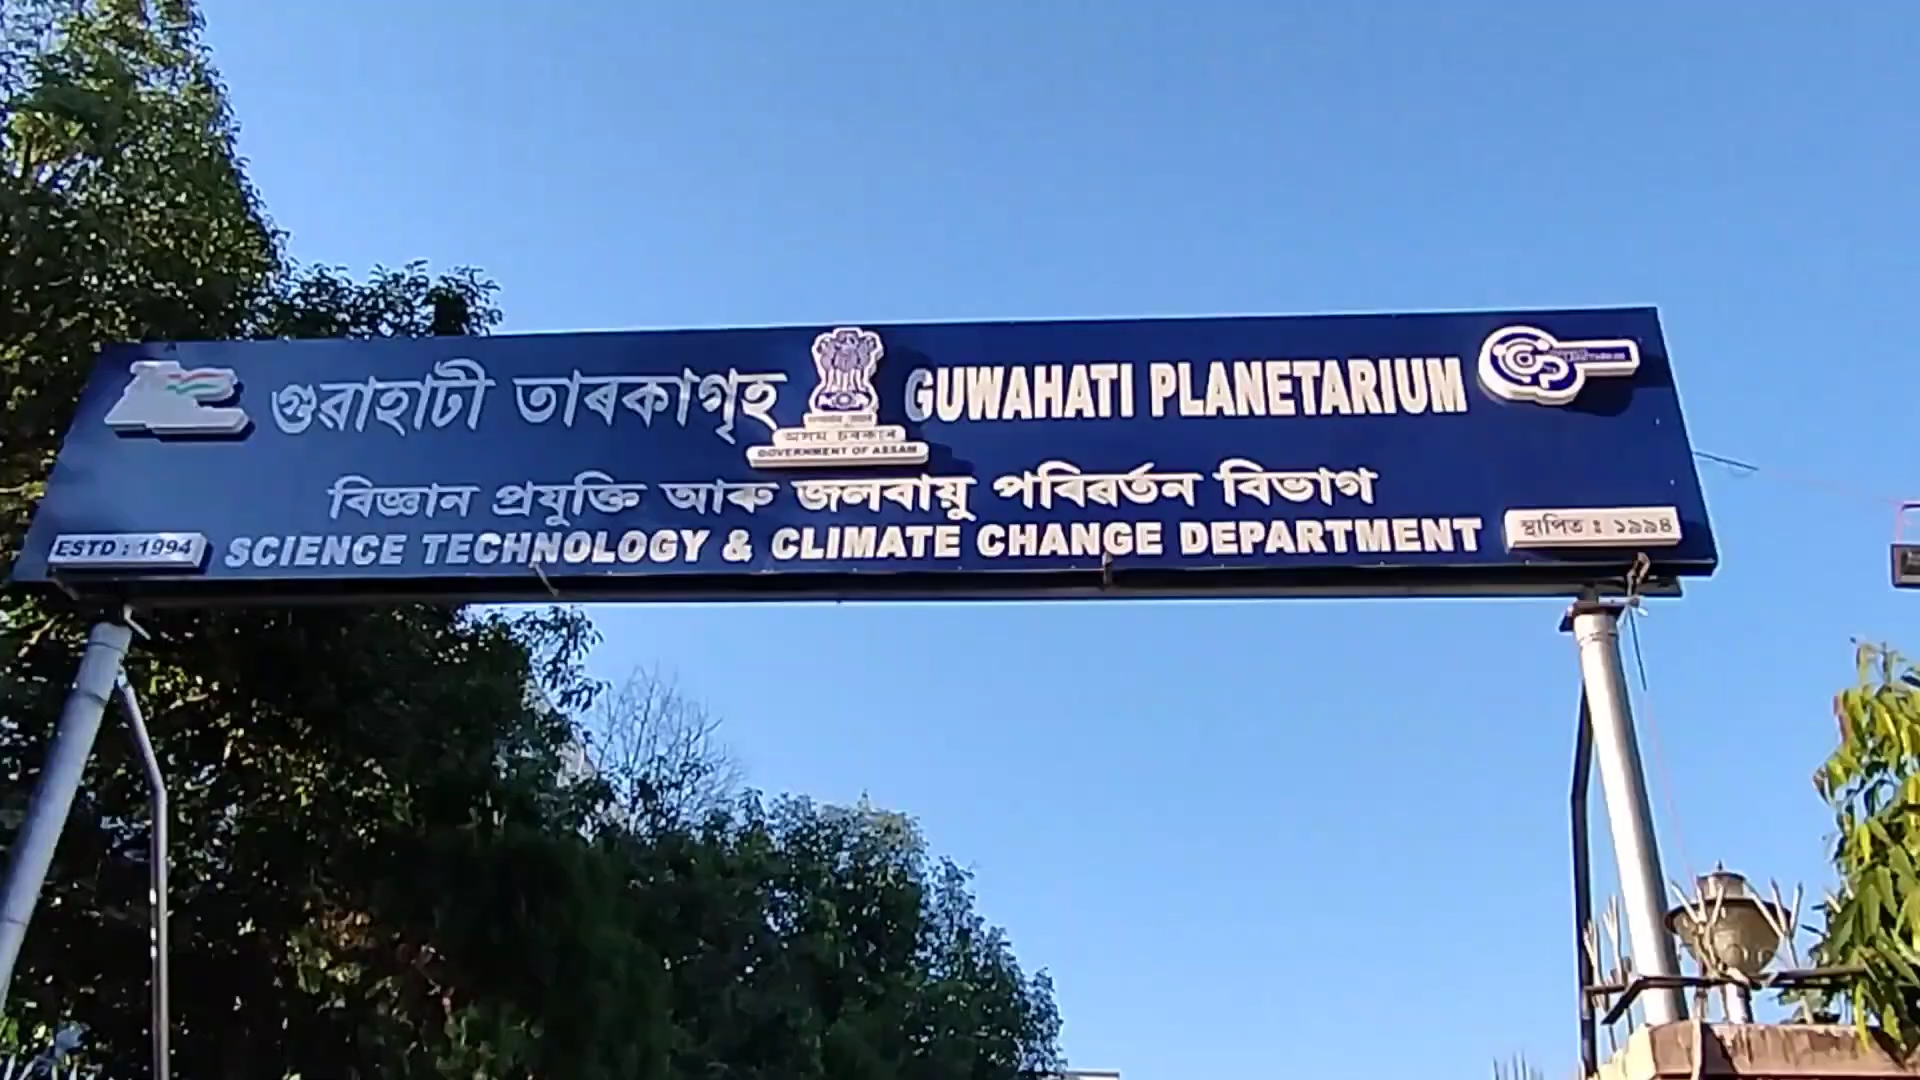 গুৱাহাটী তাৰকাগৃহ
অসম চৰকাৰ
GOVERNMENT OF ASSAM
GUWAHATI PLANETARIUM
বিজ্ঞান প্ৰযুক্তি আৰু জলবায়ু পৰিৱৰ্তন বিভাগ
ESTD : 1994
SCIENCE TECHNOLOGY & CLIMATE CHANGE DEPARTMENT
স্থাপিত : ১৯৯৪